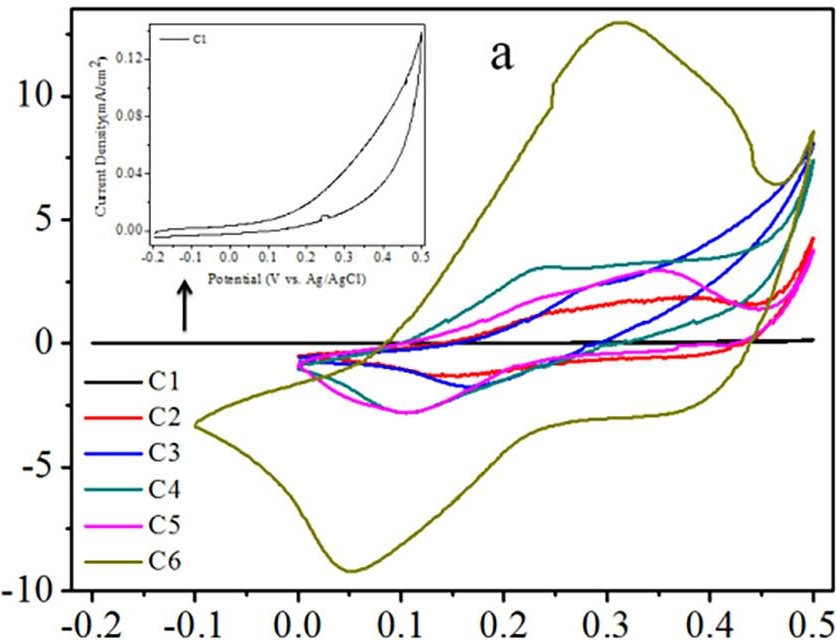 a
C1
0.12
0.08
0.04
0.00
Current Density(mA/cm²)
-0.2 -0.1 0.0 0.1 0.2 0.3 0.4 0.5
Potential (V vs. Ag/AgCl)
10
5
0
-5
-10
C1
C2
C3
C4
C5
C6
-0.2 -0.1 0.0 0.1 0.2 0.3 0.4 0.5